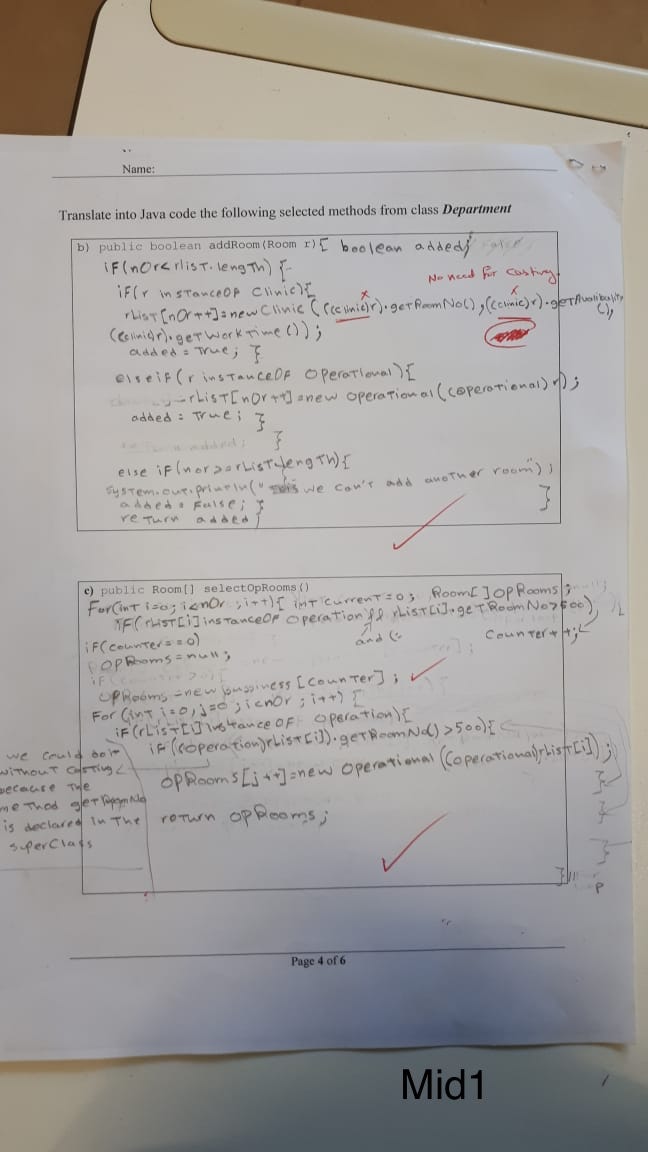 Name:
Translate into Java code the following selected methods from class Department
b) public boolean addRoom(Room r){ boolean added;
if(nOr<rlist.length){
No need for casting
if(r instanceOF Clinic){
x x
rList[nOr++]=new Clinic(((clinic)r).getRoomNo(),((clinic)r).getAvalibality(),
((clinic)r).getWorkTime());
added = True; }
elseif(r instanceOF Operational){
rList[nOr++]=new operational((operational)r);
added = True; }
}
else if(nor>=rList.length){
System.out.println(" we can't add another room");
added = False; }
return added }
}
c) public Room[] selectOpRooms()
For(int i=0; i<nOr ;i++){ int current=0; Room[]opRooms;
if(rList[i]instanceOF Operation&& rList[i].getRoomNo>500)
and (:
Counter++;
if(counter==0)
opRooms=null;
opRooms=new [counter];
For(int i=0,j=0;i<nOr;i++){
if(rList[i]instance OF Operation){
if((operation)rList[i]).getRoomNo()>500){
opRooms[j++]=new Operational((operational)rList[i]);
return opRooms;
we could do it
without casting
because the
method getRoomNo
is declared in the
superclass
Page 4 of 6
Mid1